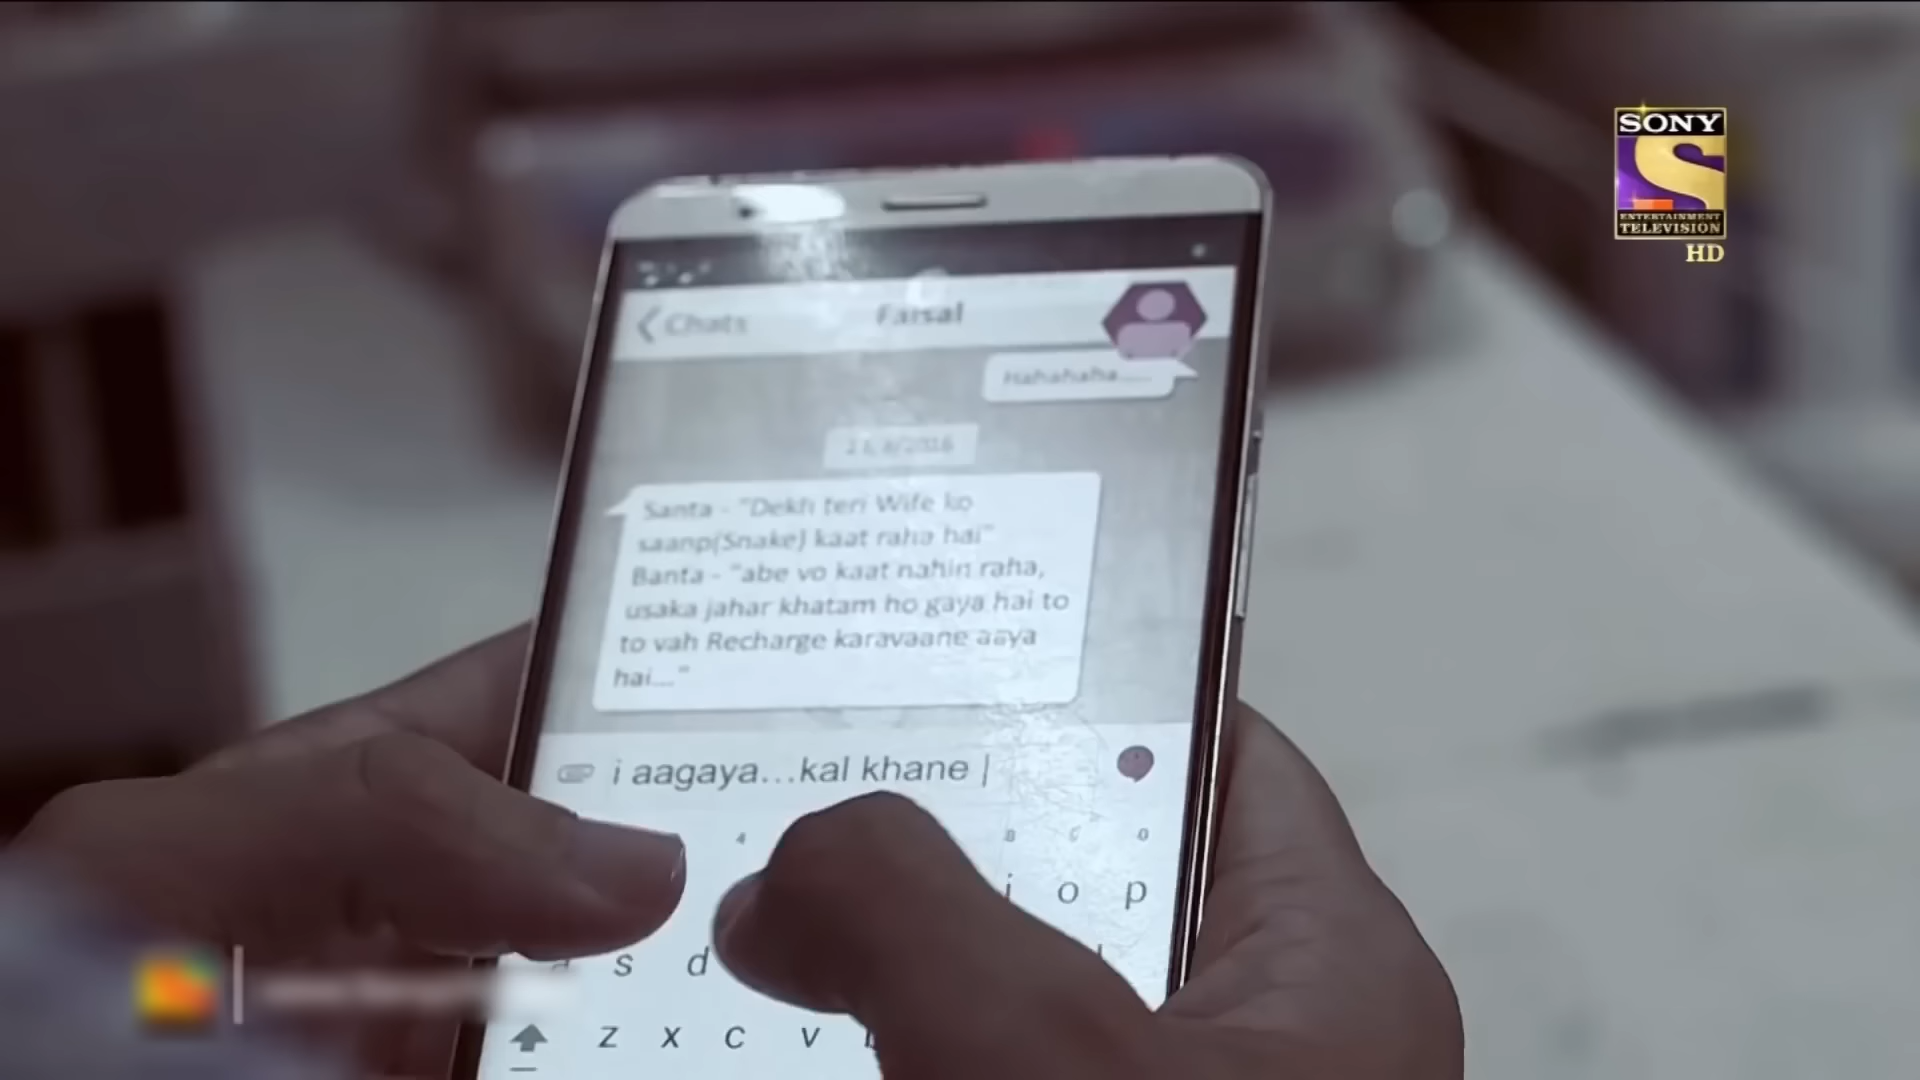 SONY
ENTERTAINMENT
TELEVISION
HD
Chats
Faisal
Hahahaha.....
Santa - "Dekh teri Wife ko
saanp(Snake) kaat raha hai"
Banta - "abe vo kaat nahin raha,
usaka jahar khatam ho gaya hai to
to vah Recharge karavaane aaya
hai...."
i aagaya...kal khane
i o p
s d
z x c v